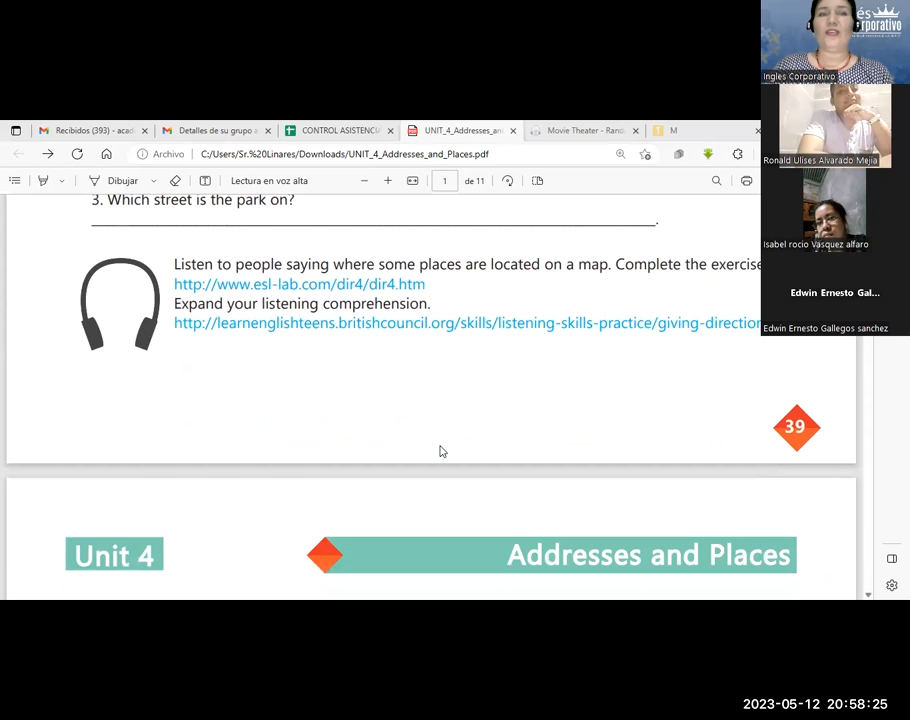 és
rporativo
Ingles Corporativo
Ronald Ulises Alvarado Mejia
Isabel rocio Vasquez alfaro
Edwin Ernesto Gal...
Edwin Ernesto Gallegos sanchez
Recibidos (393) - aca
Detalles de su grupo a
CONTROL ASISTENCI
UNIT_4_Addresses_an
Movie Theater - Rand
M
Archivo
C:/Users/Sr.%20Linares/Downloads/UNIT_4_Addresses_and_Places.pdf
Dibujar
Lectura en voz alta
1
de 11
3. Which street is the park on?
Listen to people saying where some places are located on a map. Complete the exercise
http://www.esl-lab.com/dir4/dir4.htm
Expand your listening comprehension.
http://learnenglishteens.britishcouncil.org/skills/listening-skills-practice/giving-direction
39
Unit 4
Addresses and Places
2023-05-12 20:58:25